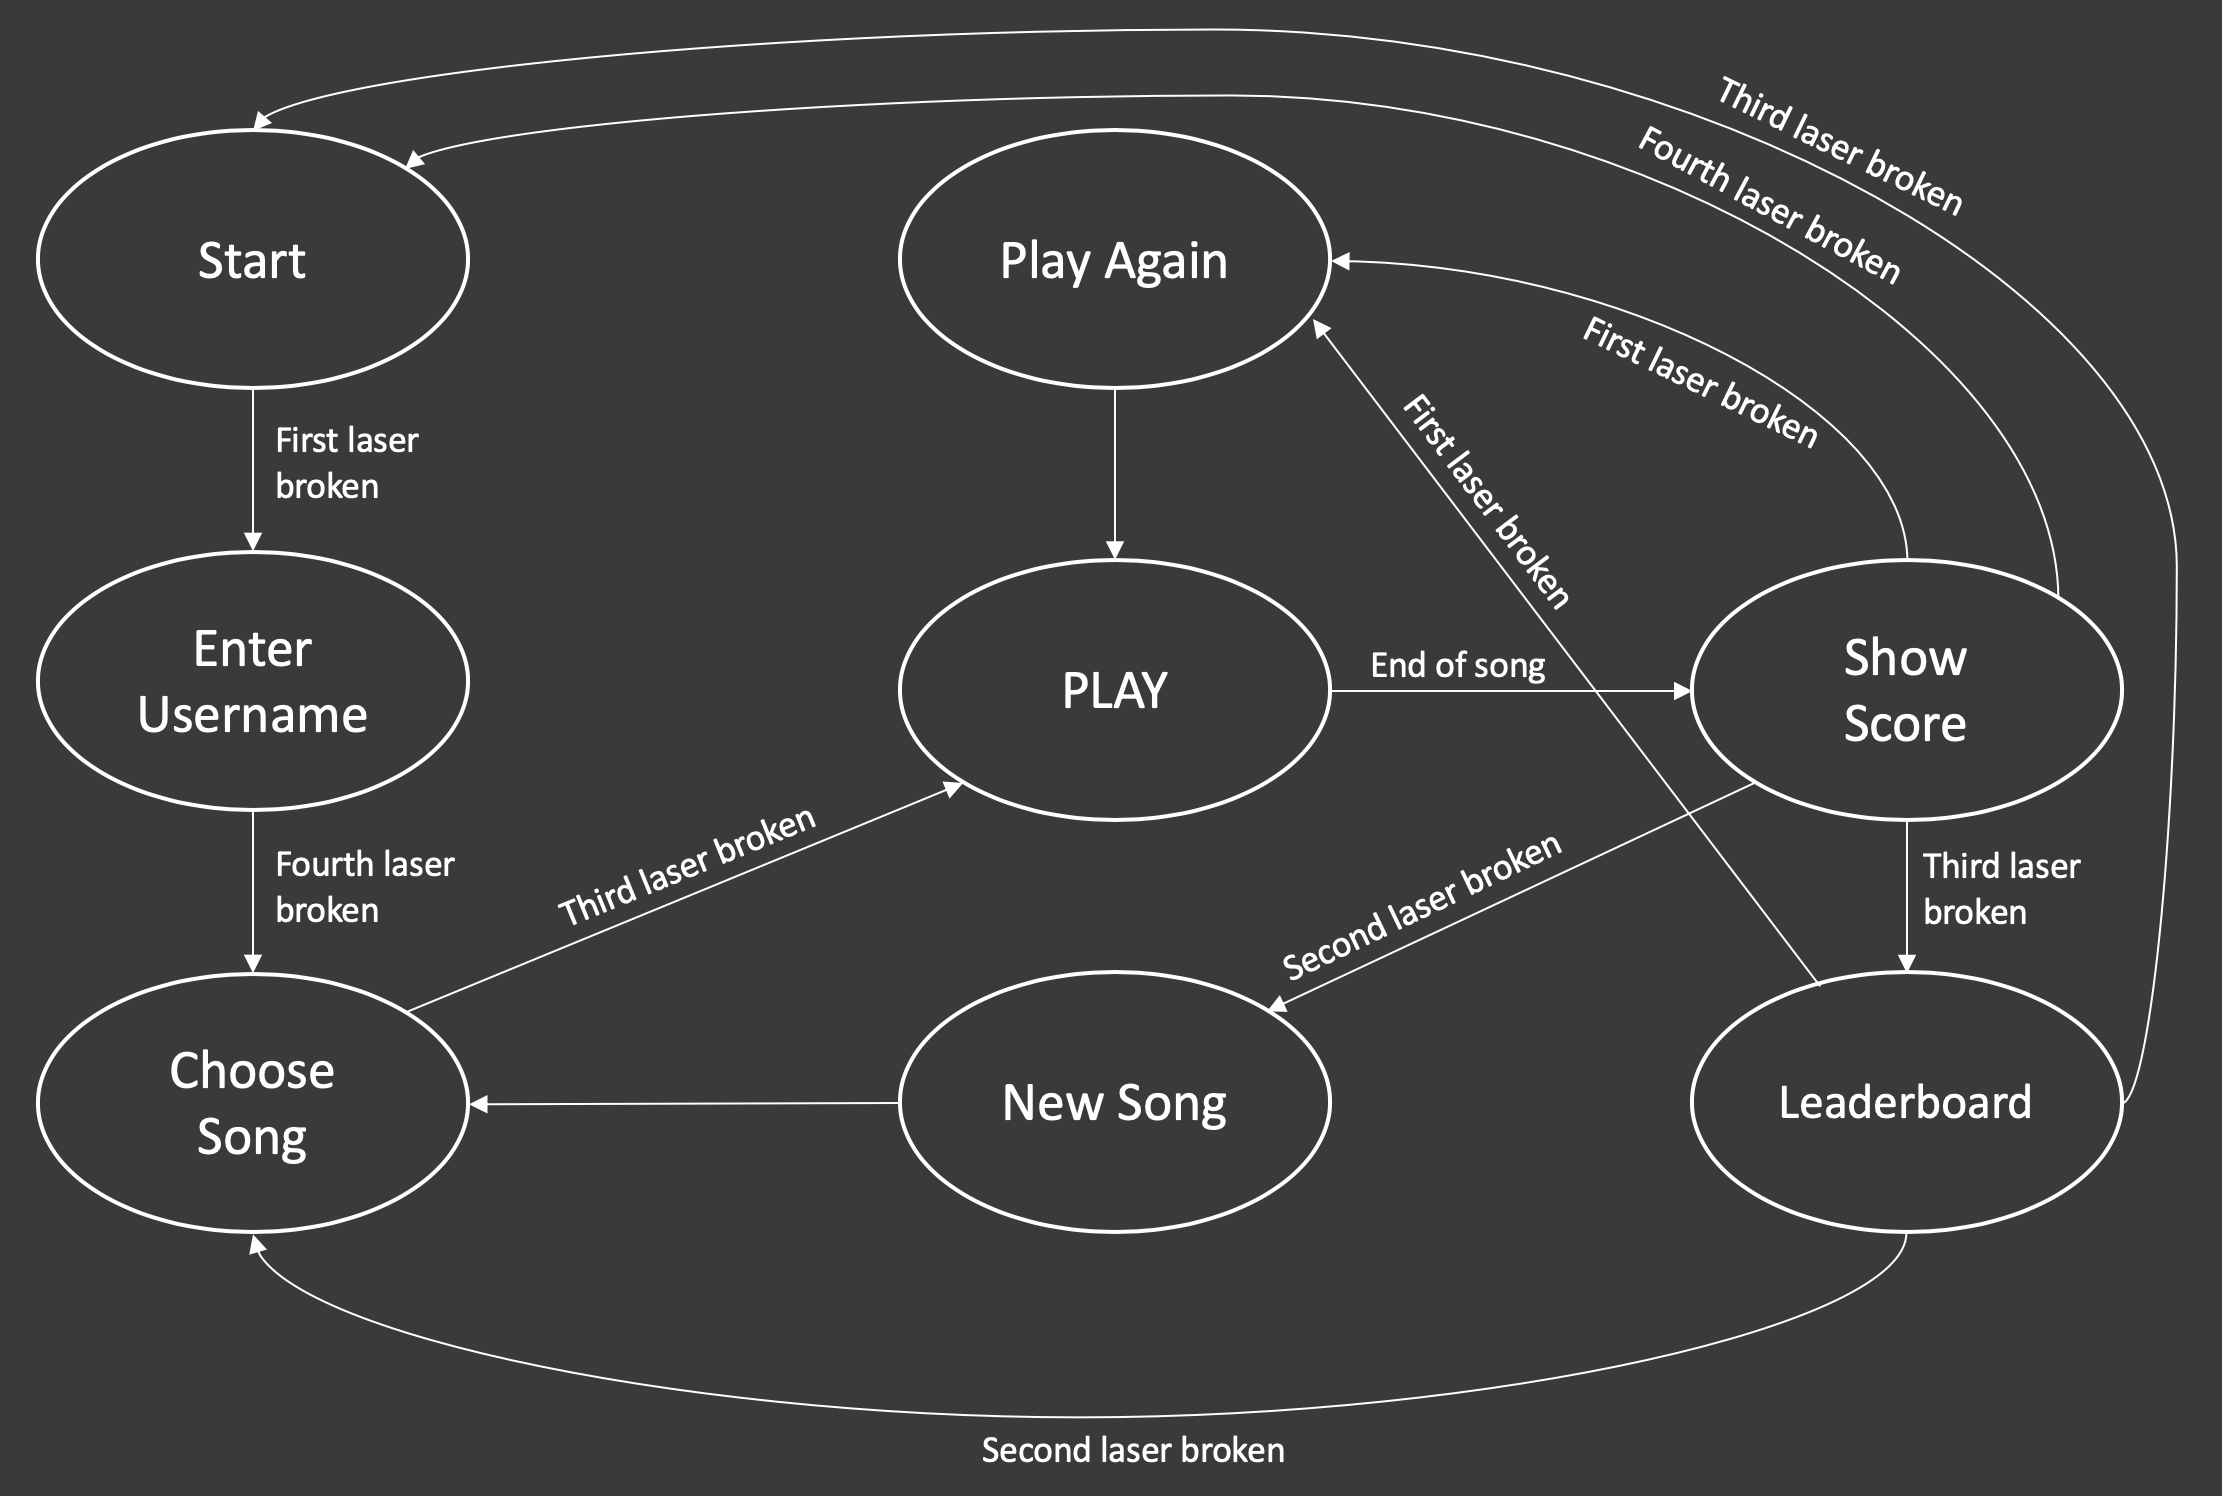 Third laser broken
Fourth laser broken
Start
Play Again
First laser broken
First laser
broken
First laser broken
Enter
Username
PLAY
End of song
Show
Score
Fourth laser
broken
Third laser broken
Second laser broken
Third laser
broken
Choose
Song
New Song
Leaderboard
Second laser broken